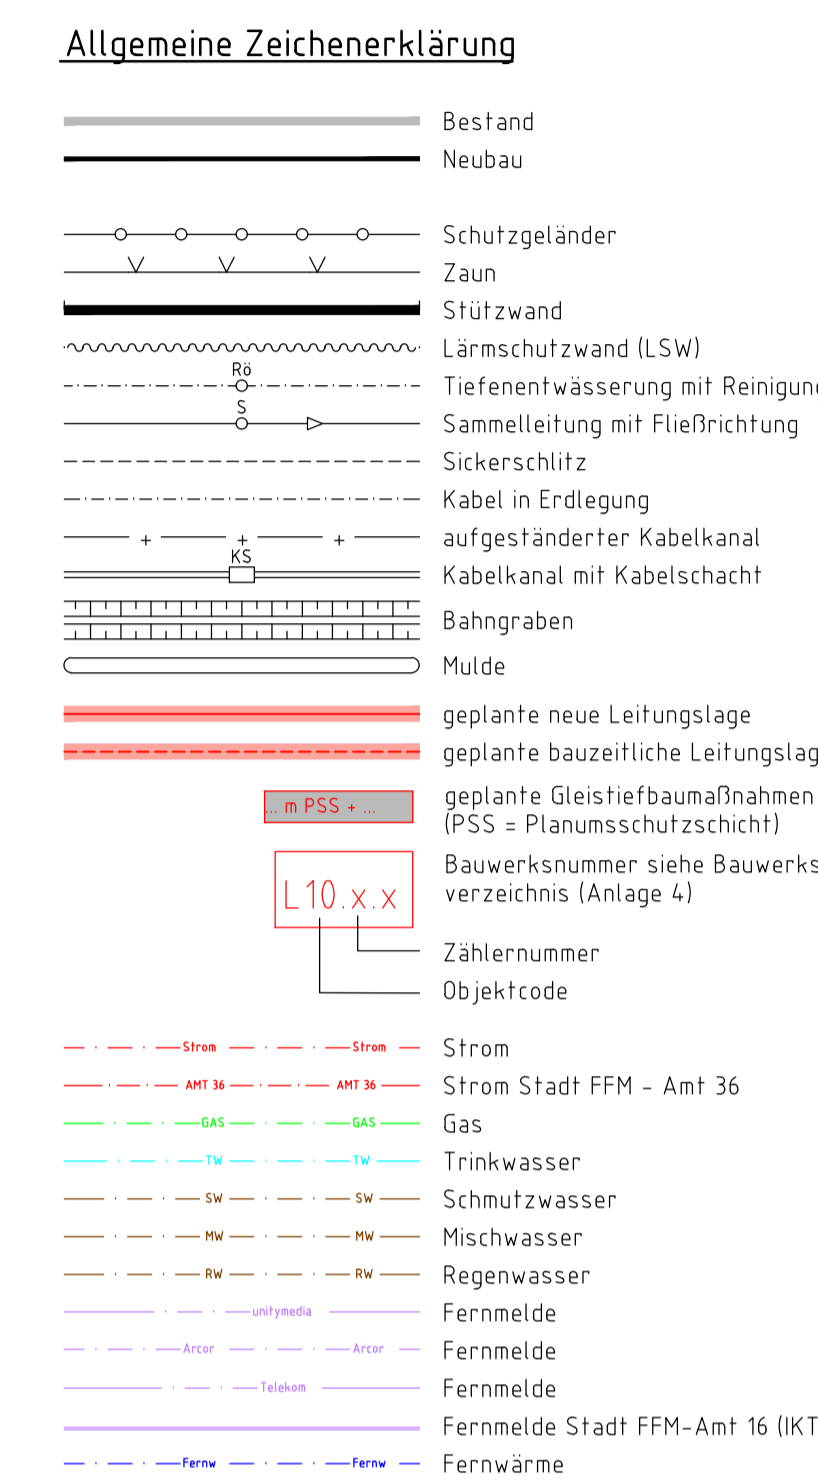 Allgemeine Zeichenerklärung
Bestand
Neubau
Schutzgeländer
Zaun
Stützwand
Lärmschutzwand (LSW)
Rö
Tiefenentwässerung mit Reinigung
S
Sammelleitung mit Fließrichtung
Sickerschlitz
Kabel in Erdlegung
aufgeständerter Kabelkanal
KS
Kabelkanal mit Kabelschacht
Bahngraben
Mulde
geplante neue Leitungslage
geplante bauzeitliche Leitungslag
... m PSS + ...
geplante Gleistiefbaumaßnahmen
(PSS = Planumsschutzschicht)
L10.x.x
Bauwerksnummer siehe Bauwerks
verzeichnis (Anlage 4)
Zählernummer
Objektcode
Strom Strom Strom
AMT 36 AMT 36 Strom Stadt FFM - Amt 36
GAS GAS Gas
TW TW Trinkwasser
SW SW Schmutzwasser
MW MW Mischwasser
RW RW Regenwasser
unitymedia Fernmelde
Arcor Arcor Fernmelde
Telekom Fernmelde
Fernmelde Stadt FFM-Amt 16 (IKT
Fernw Fernw Fernwärme